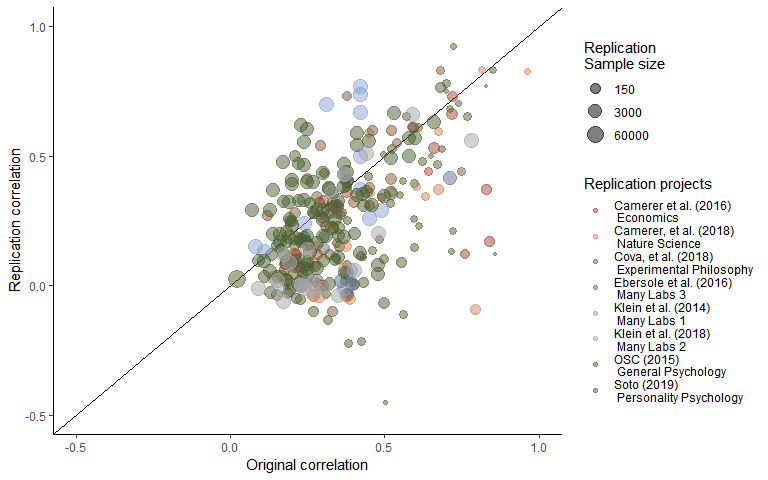 1.0
0.5
0.0
-0.5
Replication correlation
-0.5
0.0
0.5
1.0
Original correlation
Replication
Sample size
150
3000
60000
Replication projects
Camerer et al. (2016)
Economics
Camerer, et al. (2018)
Nature Science
Cova, et al. (2018)
Experimental Philosophy
Ebersole et al. (2016)
Many Labs 3
Klein et al. (2014)
Many Labs 1
Klein et al. (2018)
Many Labs 2
OSC (2015)
General Psychology
Soto (2019)
Personality Psychology